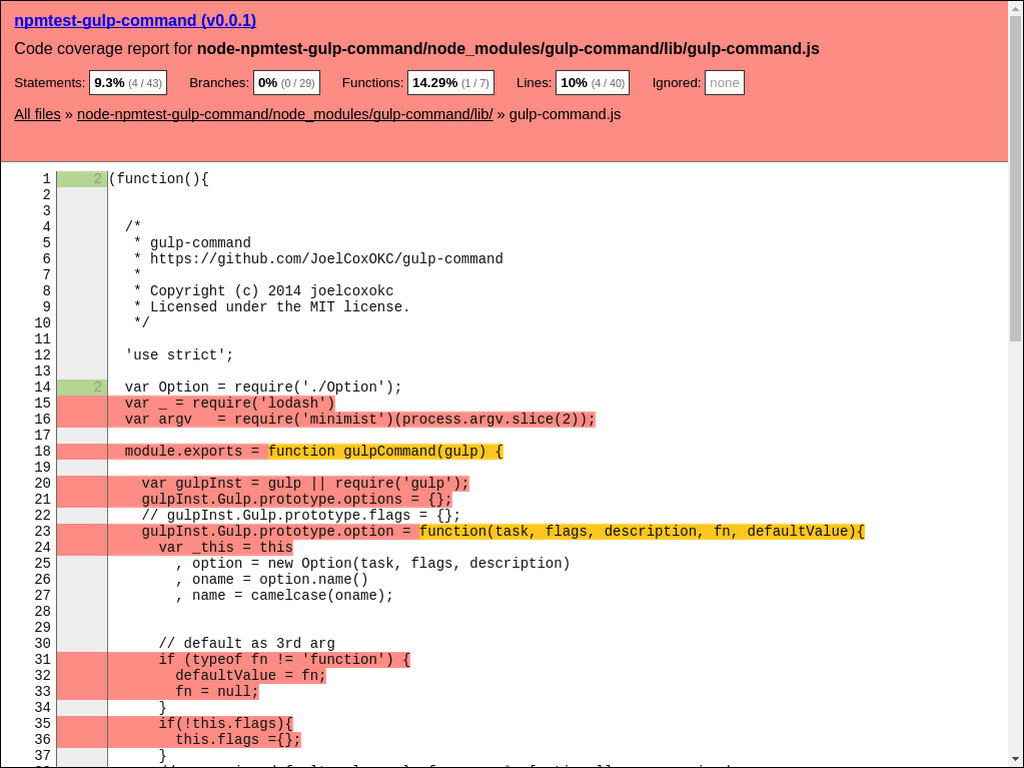 npmtest-gulp-command (v0.0.1)
Code coverage report for node-npmtest-gulp-command/node_modules/gulp-command/lib/gulp-command.js
Statements: 9.3% (4 / 43) Branches: 0% (0 / 29) Functions: 14.29% (1 / 7) Lines: 10% (4 / 40) Ignored: none
All files » node-npmtest-gulp-command/node_modules/gulp-command/lib/ » gulp-command.js
1 2 (function(){
2
3
4 /*
5 * gulp-command
6 * https://github.com/JoelCoxOKC/gulp-command
7 *
8 * Copyright (c) 2014 joelcoxokc
9 * Licensed under the MIT license.
10 */
11
12 'use strict';
13
14 2 var Option = require('./Option');
15 var _ = require('lodash')
16 var argv   = require('minimist')(process.argv.slice(2));
17
18 module.exports = function gulpCommand(gulp) {
19
20 var gulpInst = gulp || require('gulp');
21 gulpInst.Gulp.prototype.options = {};
22 // gulpInst.Gulp.prototype.flags = {};
23 gulpInst.Gulp.prototype.option = function(task, flags, description, fn, defaultValue){
24 var _this = this
25 , option = new Option(task, flags, description)
26 , oname = option.name()
27 , name = camelcase(oname);
28
29
30 // default as 3rd arg
31 if (typeof fn != 'function') {
32 defaultValue = fn;
33 fn = null;
34 }
35 if(!this.flags){
36 this.flags ={};
37 }